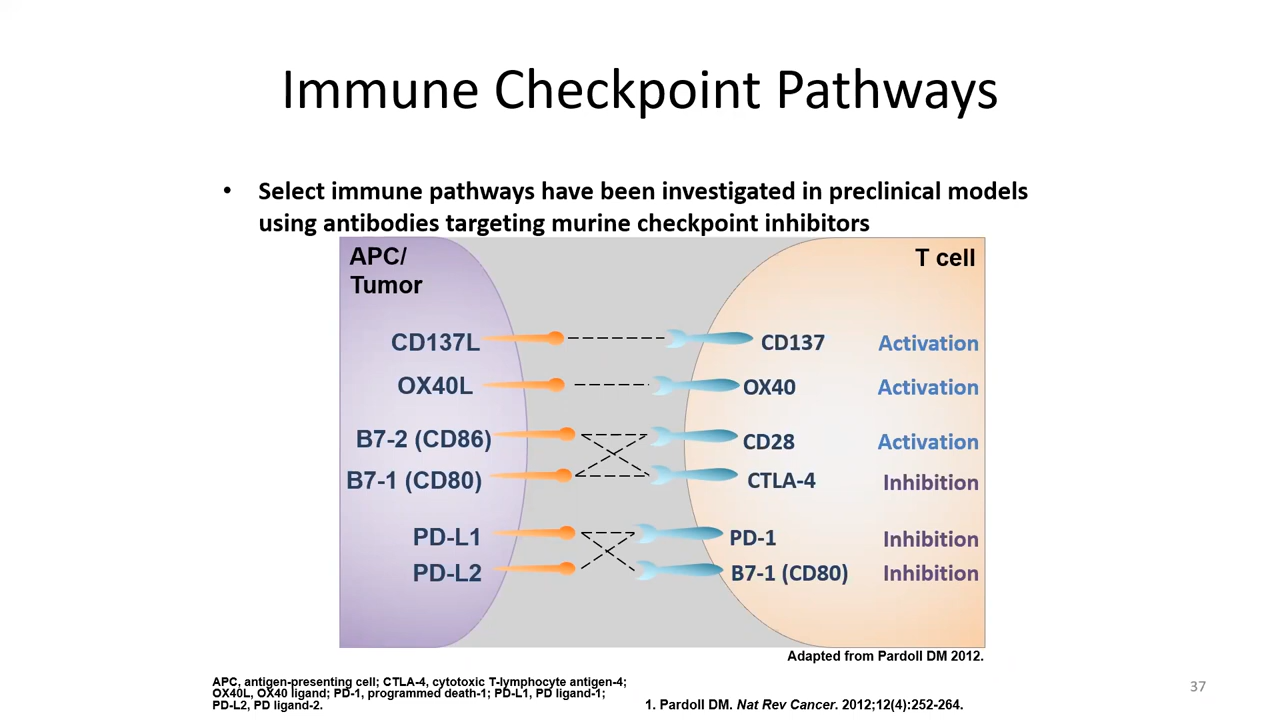 Immune Checkpoint Pathways
• Select immune pathways have been investigated in preclinical models
using antibodies targeting murine checkpoint inhibitors
APC/
Tumor
T cell
CD137L CD137 Activation
OX40L OX40 Activation
B7-2 (CD86) CD28 Activation
B7-1 (CD80) CTLA-4 Inhibition
PD-L1 PD-1 Inhibition
PD-L2 B7-1 (CD80) Inhibition
Adapted from Pardoll DM 2012.
APC, antigen-presenting cell; CTLA-4, cytotoxic T-lymphocyte antigen-4;
OX40L, OX40 ligand; PD-1, programmed death-1; PD-L1, PD ligand-1;
PD-L2, PD ligand-2.
1. Pardoll DM. Nat Rev Cancer. 2012;12(4):252-264.
37